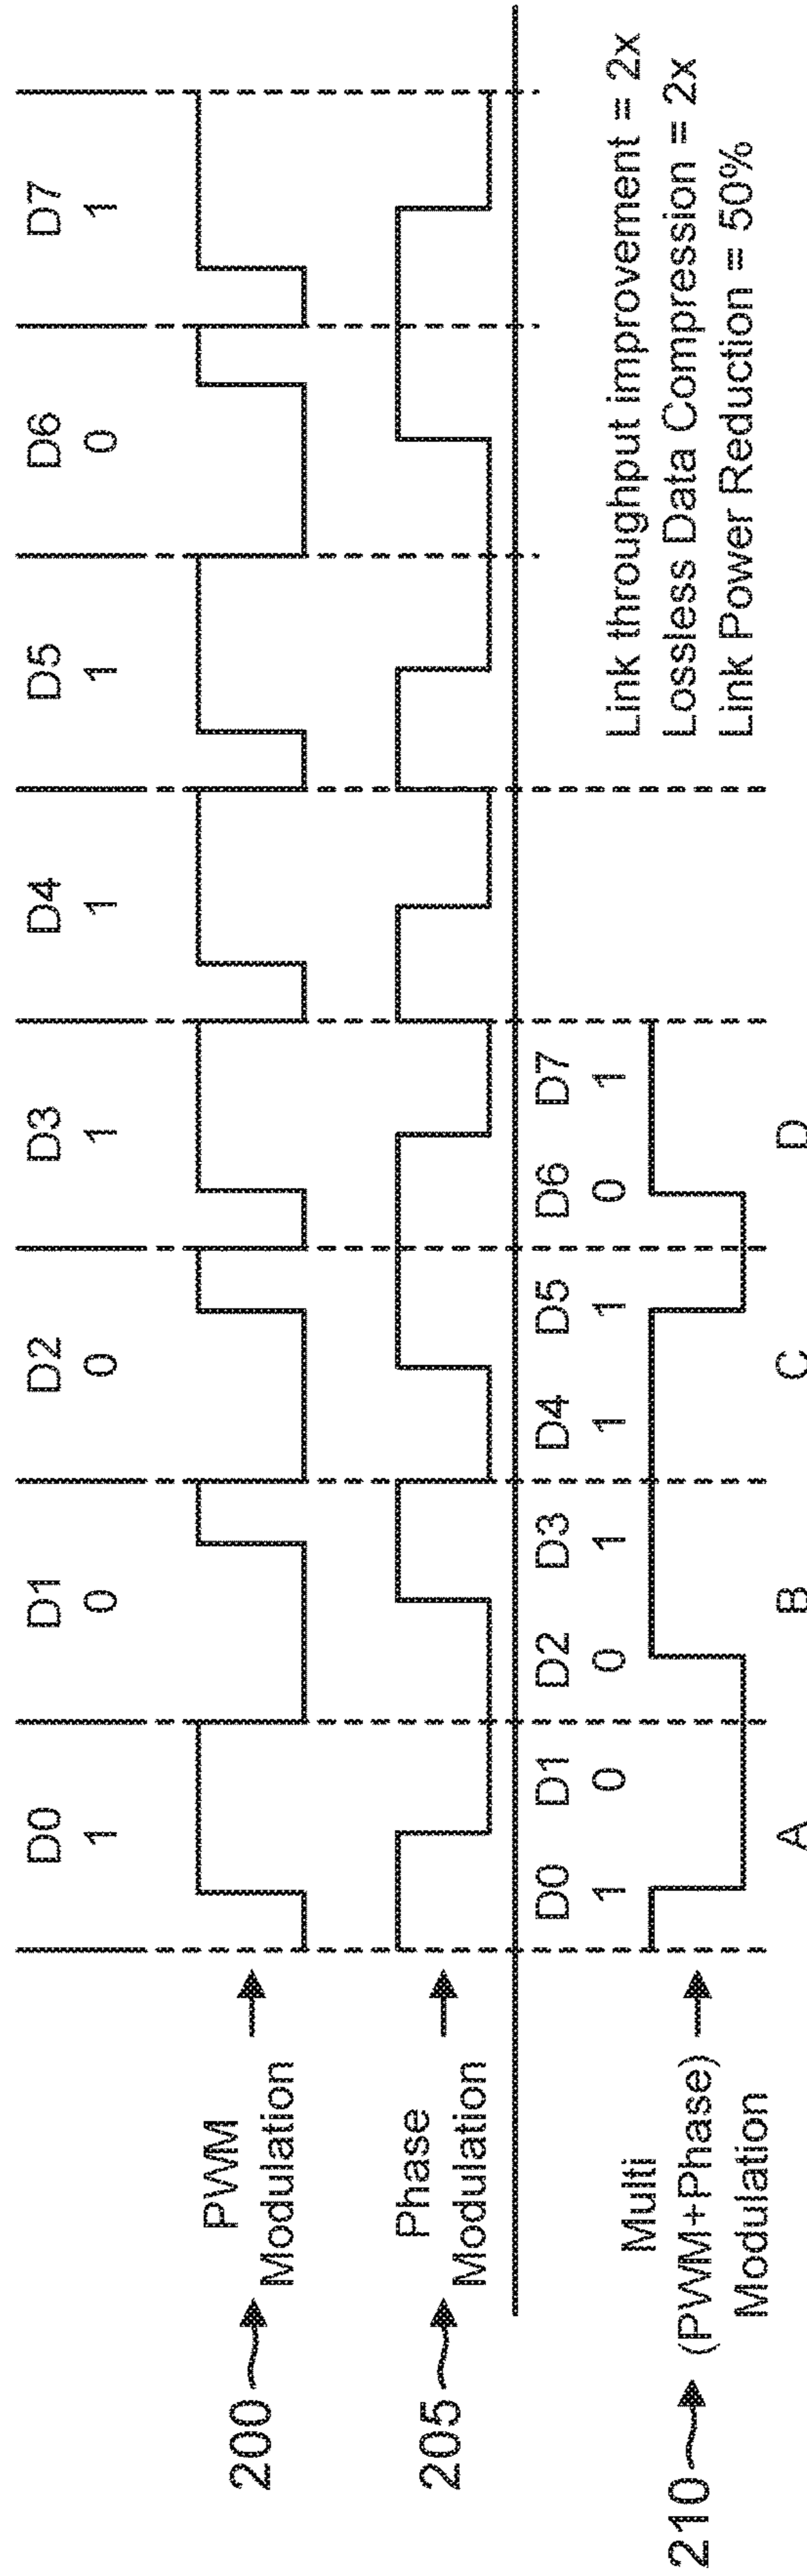 D0 D1 D2 D3 D4 D5 D6 D7
1 0 0 1 1 1 0 1
200
PWM
Modulation
205
Phase
Modulation
D0 D1 D2 D3 D4 D5 D6 D7
1 0 0 1 1 1 0 1
210
Multi
(PWM+Phase)
Modulation
A B C D
Link throughput improvement = 2x
Lossless Data Compression = 2x
Link Power Reduction = 50%